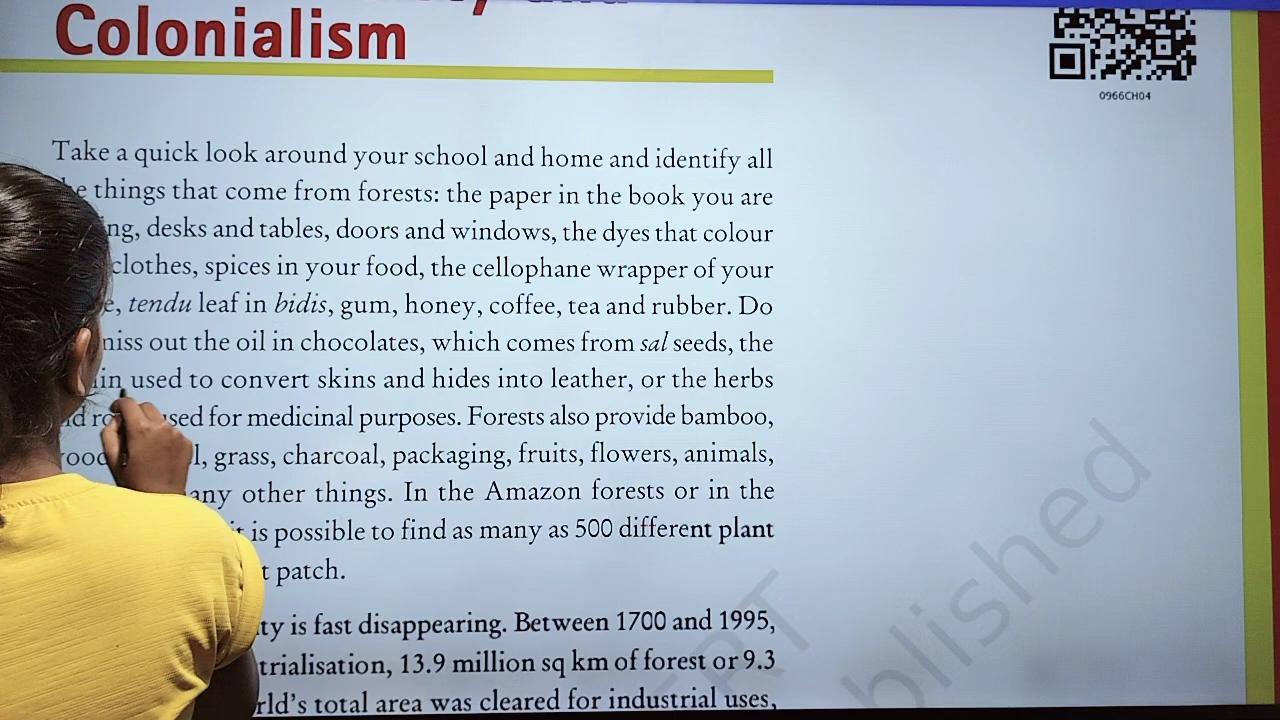 Colonialism
0966CH04
Take a quick look around your school and home and identify all
things that come from forests: the paper in the book you are
desks and tables, doors and windows, the dyes that colour
clothes, spices in your food, the cellophane wrapper of your
tendu leaf in bidis, gum, honey, coffee, tea and rubber. Do
out the oil in chocolates, which comes from sal seeds, the
used to convert skins and hides into leather, or the herbs
used for medicinal purposes. Forests also provide bamboo,
grass, charcoal, packaging, fruits, flowers, animals,
other things. In the Amazon forests or in the
it is possible to find as many as 500 different plant
patch.
is fast disappearing. Between 1700 and 1995,
13.9 million sq km of forest or 9.3
total area was cleared for industrial uses,